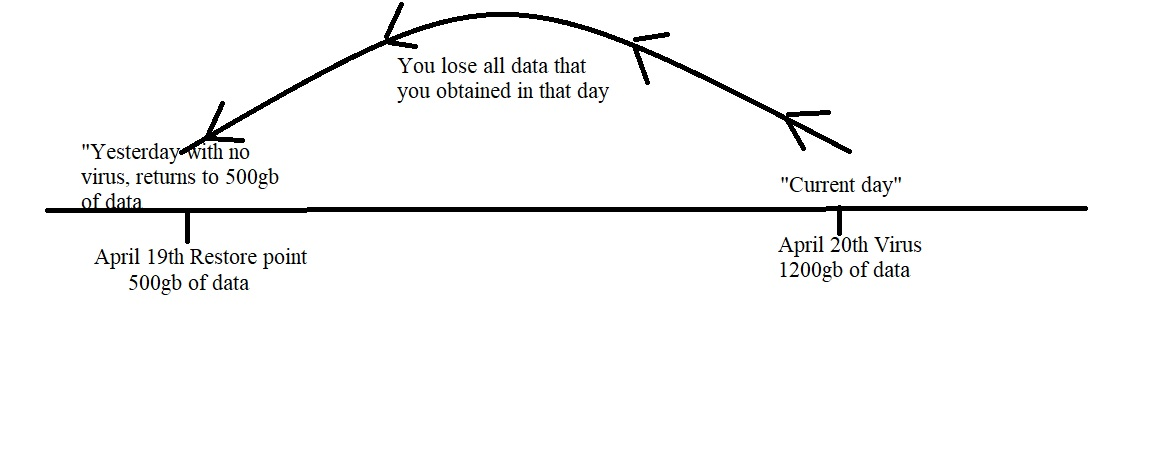 You lose all data that
you obtained in that day
"Yesterday with no
virus, returns to 500gb
of data
"Current day"
April 19th Restore point
500gb of data
April 20th Virus
1200gb of data